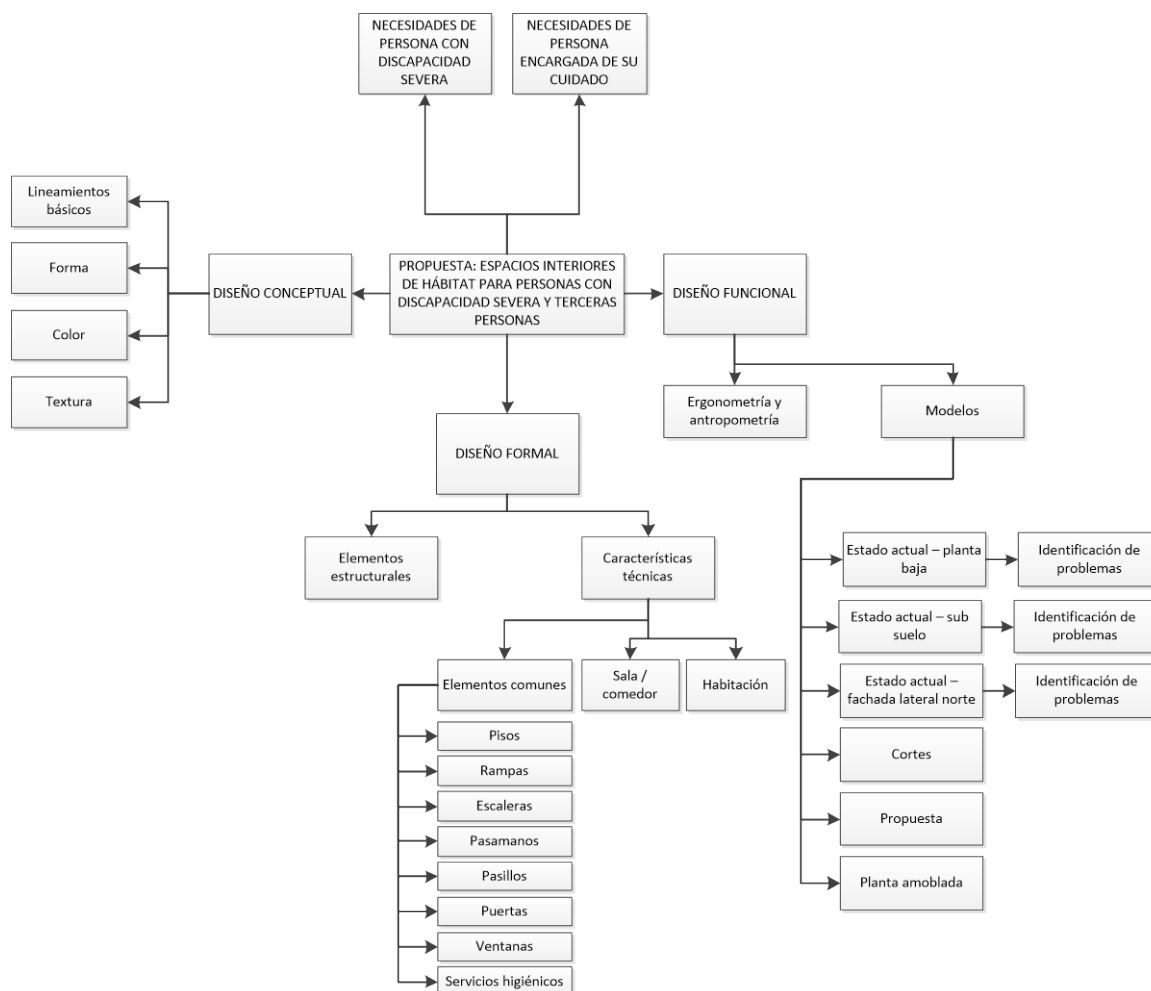 NECESIDADES DE
PERSONA CON
DISCAPACIDAD
SEVERA
NECESIDADES DE
PERSONA
ENCARGADA DE SU
CUIDADO
Lineamientos
básicos
Forma
Color
Textura
DISEÑO CONCEPTUAL
PROPUESTA: ESPACIOS INTERIORES
DE HÁBITAT PARA PERSONAS CON
DISCAPACIDAD SEVERA Y TERCERAS
PERSONAS
DISEÑO FUNCIONAL
Ergonometría y
antropometría
Modelos
DISEÑO FORMAL
Elementos
estructurales
Características
técnicas
Elementos comunes
Sala /
comedor
Habitación
Pisos
Rampas
Escaleras
Pasamanos
Pasillos
Puertas
Ventanas
Servicios higiénicos
Estado actual – planta
baja
Identificación de
problemas
Estado actual – sub
suelo
Identificación de
problemas
Estado actual –
fachada lateral norte
Identificación de
problemas
Cortes
Propuesta
Planta amoblada